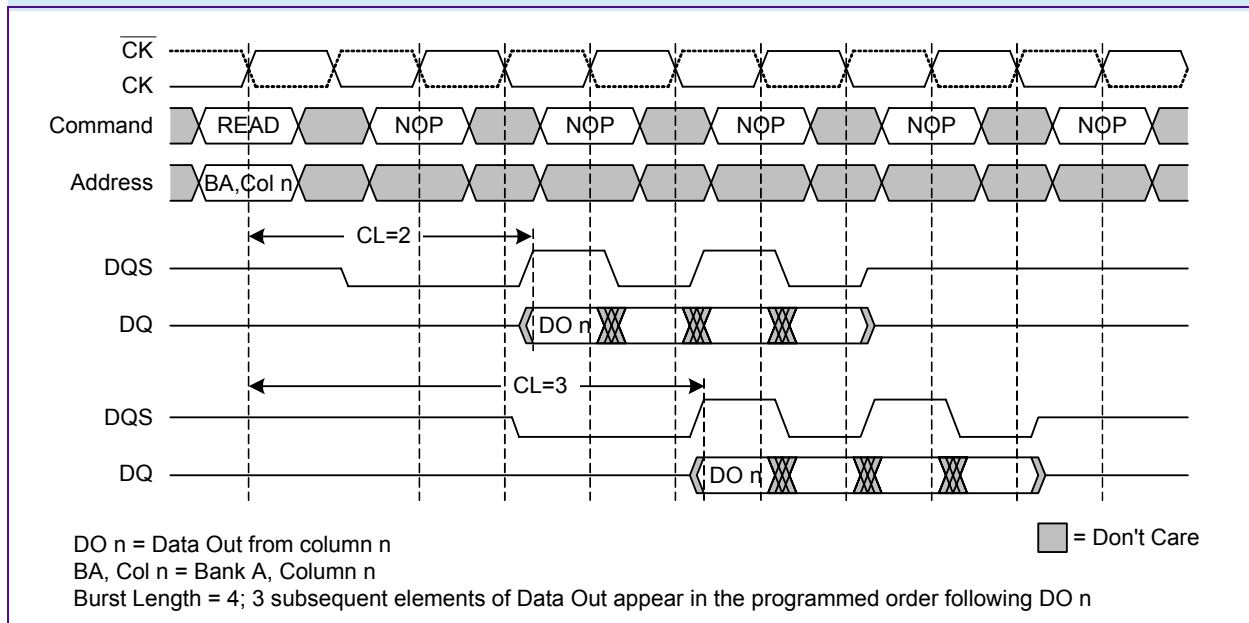 CK
CK
Command READ NOP NOP NOP NOP NOP
Address BA,Col n
CL=2
DQS
DQ DO n
CL=3
DQS
DQ DO n
DO n = Data Out from column n
= Don't Care
BA, Col n = Bank A, Column n
Burst Length = 4; 3 subsequent elements of Data Out appear in the programmed order following DO n